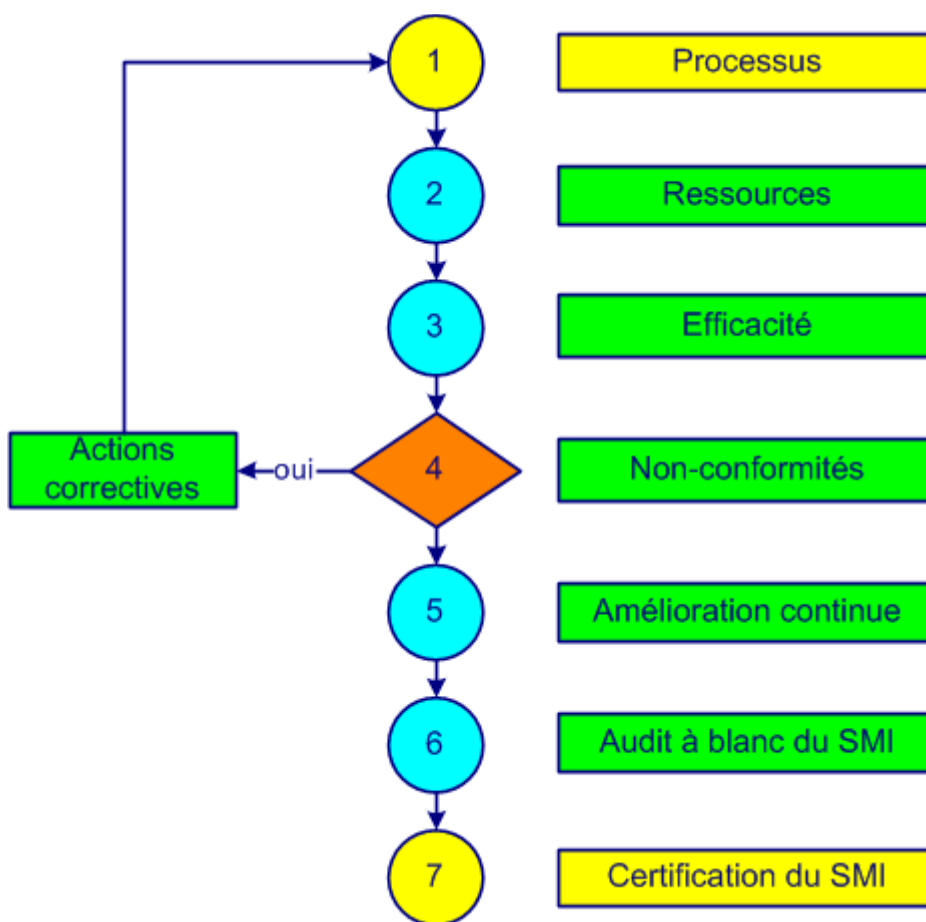 1
Processus
2
Ressources
3
Efficacité
Actions
correctives
oui
4
Non-conformités
5
Amélioration continue
6
Audit à blanc du SMI
7
Certification du SMI